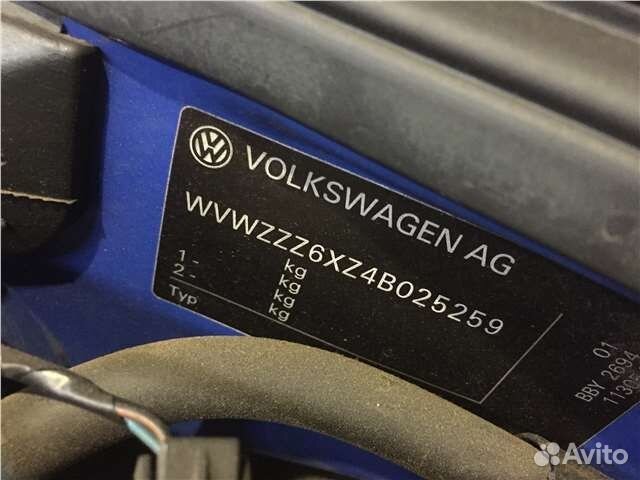 VOLKSWAGEN AG
WVWZZZ6XZ4B025259
kg
1 - kg
2 - kg
Typ kg
01
BBY 2694
Avito